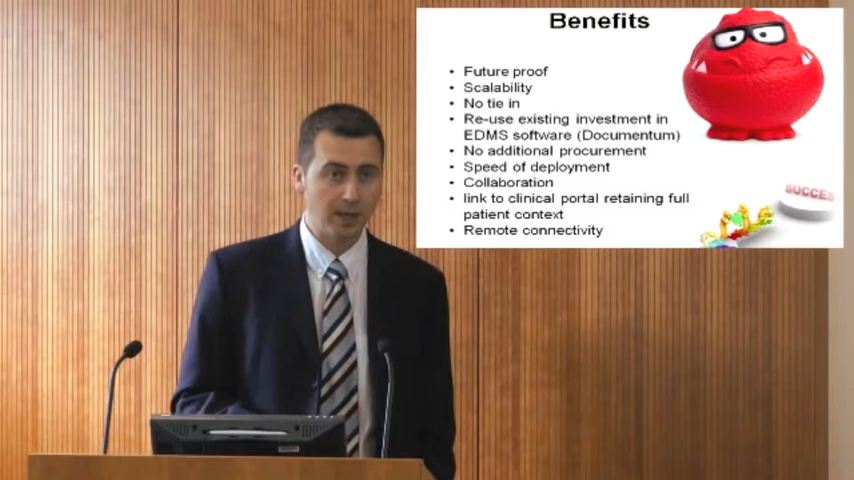 Benefits
• Future proof
• Scalability
• No tie in
• Re-use existing investment in
EDMS software (Documentum)
• No additional procurement
• Speed of deployment
• Collaboration
• link to clinical portal retaining full
patient context
• Remote connectivity
SUCCES